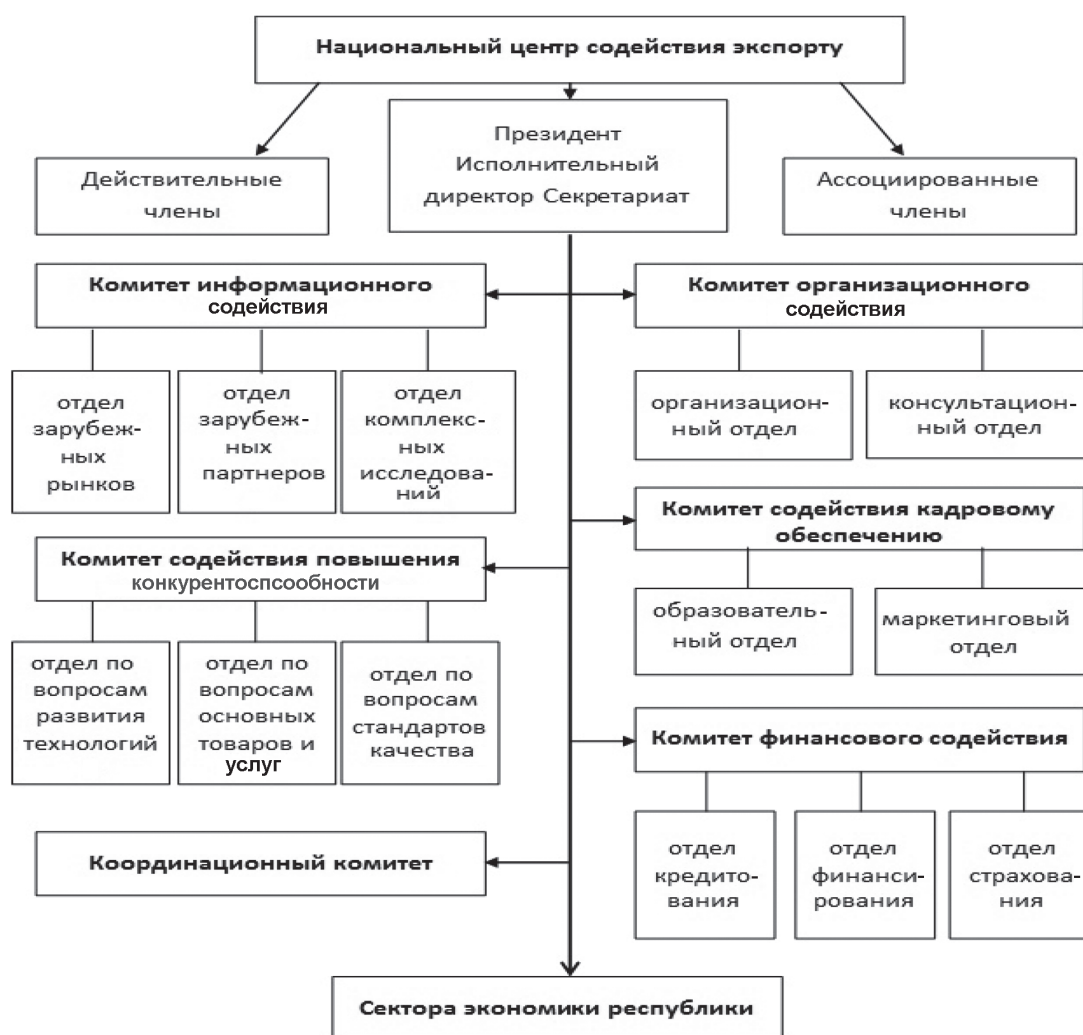 Национальный центр содействия экспорту
Президент
Исполнительный
директор Секретариат
Действительные
члены
Ассоциированные
члены
Комитет информационного
содействия
Комитет организационного
содействия
отдел
зарубеж-
ных
рынков
отдел
зарубеж-
ных
партнеров
отдел
комплекс-
ных
исследова-
ний
организацион-
ный отдел
консультацион-
ный отдел
Комитет содействия кадровому
обеспечению
Комитет содействия повышения
конкурентоспсообности
образователь-
ный отдел
маркетинговый
отдел
отдел по
вопросам
развития
технологий
отдел по
вопросам
основных
товаров и
услуг
отдел по
вопросам
стандартов
качества
Комитет финансового содействия
отдел
кредито-
вания
отдел
финанси-
рования
отдел
страхова-
ния
Координационный комитет
Сектора экономики республики